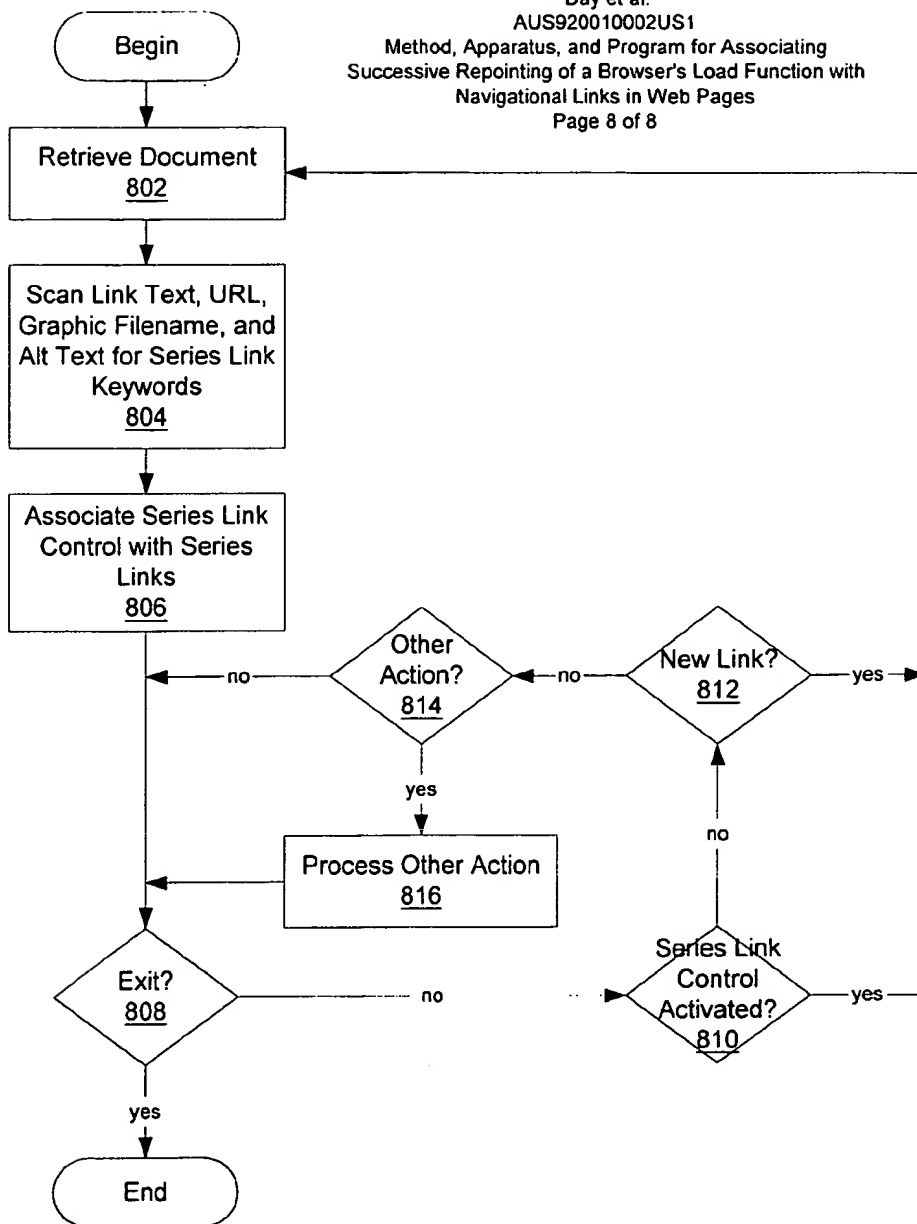 Day et al.
AUS920010002US1
Method, Apparatus, and Program for Associating
Successive Repointing of a Browser's Load Function with
Navigational Links in Web Pages
Page 8 of 8
Begin
Retrieve Document
802
Scan Link Text, URL,
Graphic Filename, and
Alt Text for Series Link
Keywords
804
Associate Series Link
Control with Series
Links
806
Other
Action?
814
no
yes
New Link?
812
no
yes
Process Other Action
816
no
Exit?
808
no
yes
Series Link
Control
Activated?
810
yes
End